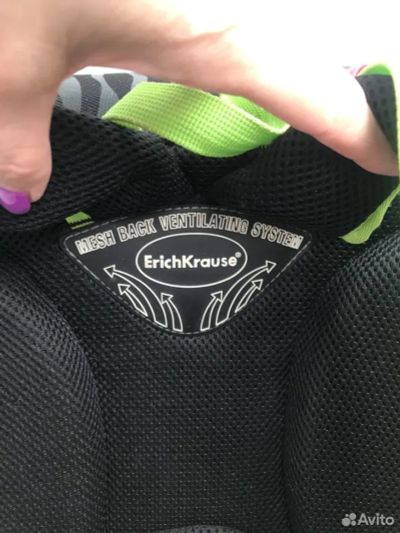 MESH BACK VENTILATING SYSTEM
ErichKrause®
Avito